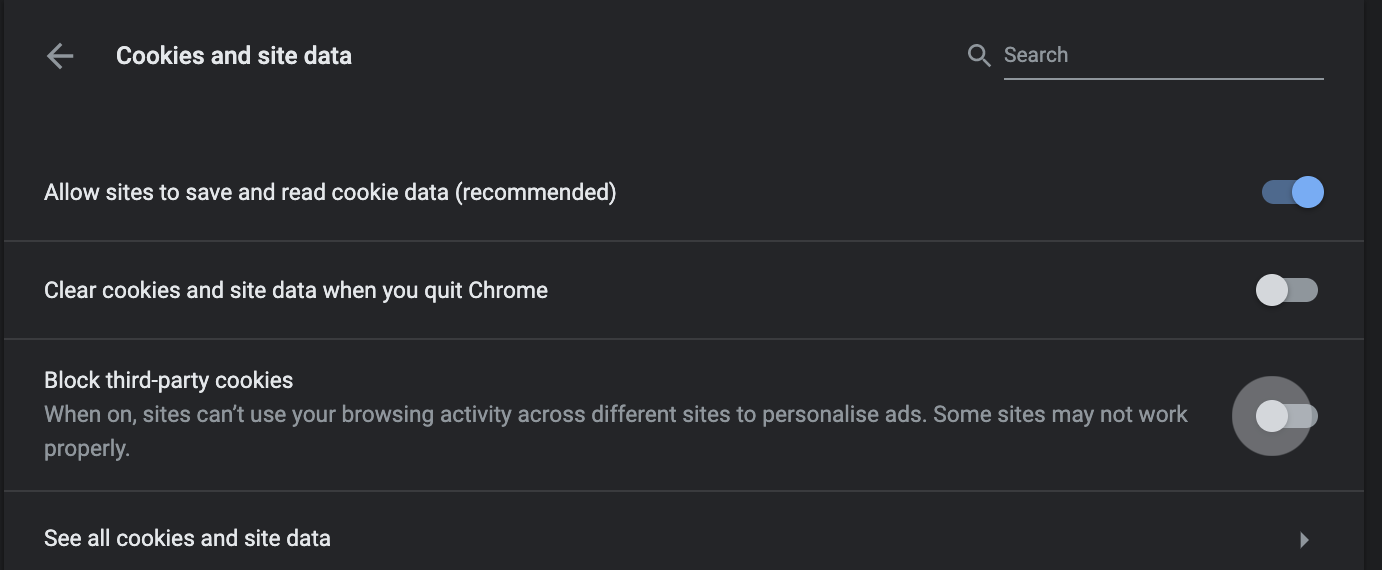 Cookies and site data
Search
Allow sites to save and read cookie data (recommended)
Clear cookies and site data when you quit Chrome
Block third-party cookies
When on, sites can’t use your browsing activity across different sites to personalise ads. Some sites may not work
properly.
See all cookies and site data